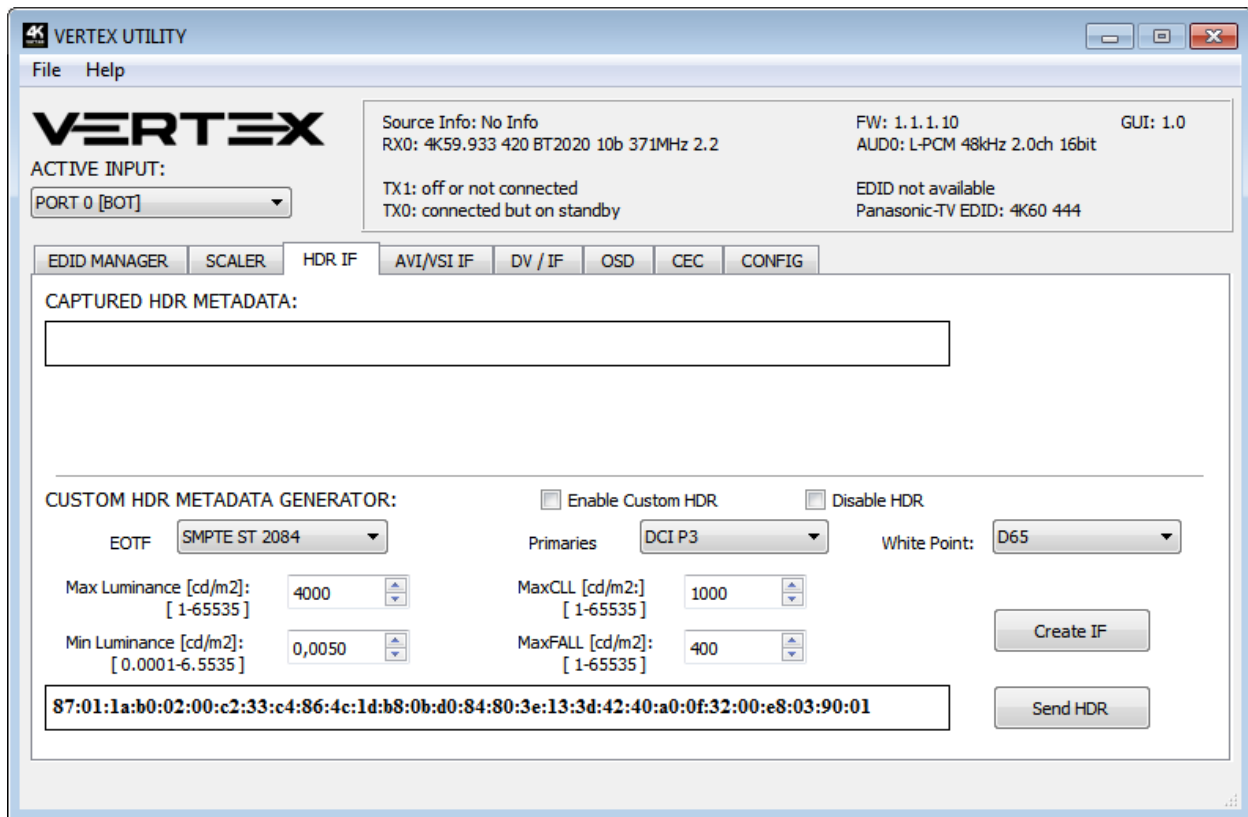 4K
VERTEX UTILITY
File Help
VERTEX
Source Info: No Info FW: 1.1.1.10 GUI: 1.0
RX0: 4K59.933 420 BT2020 10b 371MHz 2.2 AUD0: L-PCM 48kHz 2.0ch 16bit
ACTIVE INPUT:
PORT 0 [BOT]
TX1: off or not connected EDID not available
TX0: connected but on standby Panasonic-TV EDID: 4K60 444
EDID MANAGER SCALER HDR IF AVI/VSI IF DV / IF OSD CEC CONFIG
CAPTURED HDR METADATA:
CUSTOM HDR METADATA GENERATOR: Enable Custom HDR Disable HDR
EOTF SMPTE ST 2084 Primaries DCI P3 White Point: D65
Max Luminance [cd/m2]: 4000 MaxCLL [cd/m2:] 1000
[ 1-65535 ] [ 1-65535 ]
Min Luminance [cd/m2]: 0,0050 MaxFALL [cd/m2]: 400
[ 0.0001-6.5535 ] [ 1-65535 ]
Create IF
87:01:1a:b0:02:00:c2:33:c4:86:4c:1d:b8:0b:d0:84:80:3e:13:3d:42:40:a0:0f:32:00:e8:03:90:01
Send HDR